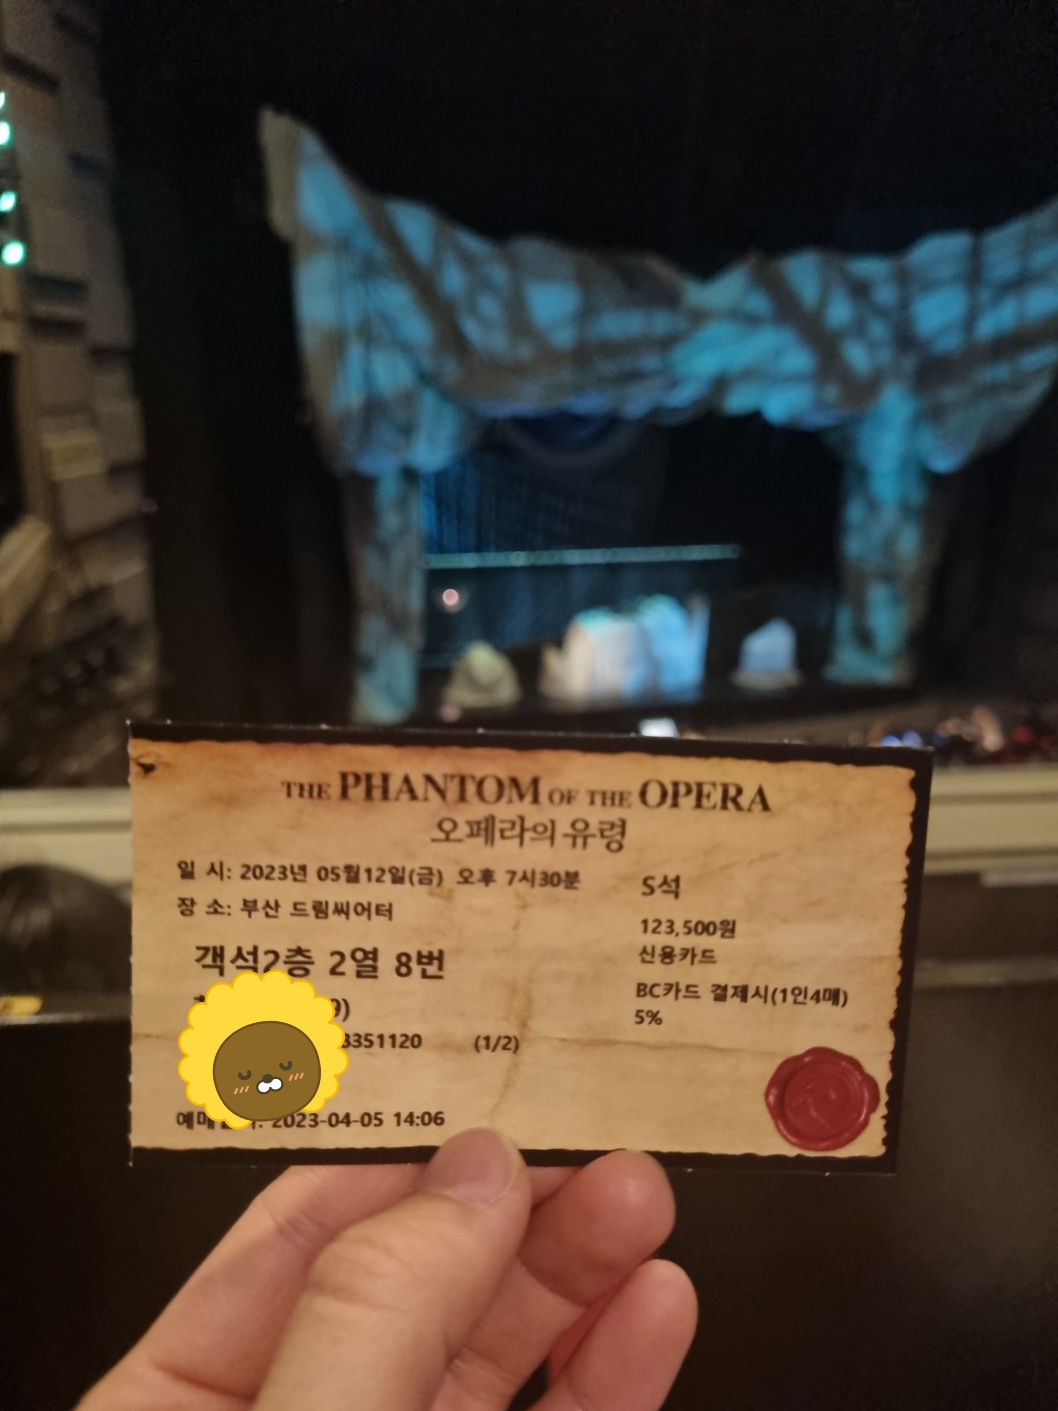 THE PHANTOM OF THE OPERA
오페라의 유령
일 시: 2023년 05월12일(금) 오후 7시30분
장 소: 부산 드림씨어터
객석2층 2열 8번
9)
8351120 (1/2)
예매 2023-04-05 14:06
S석
123,500원
신용카드
BC카드 결제시(1인4매)
5%